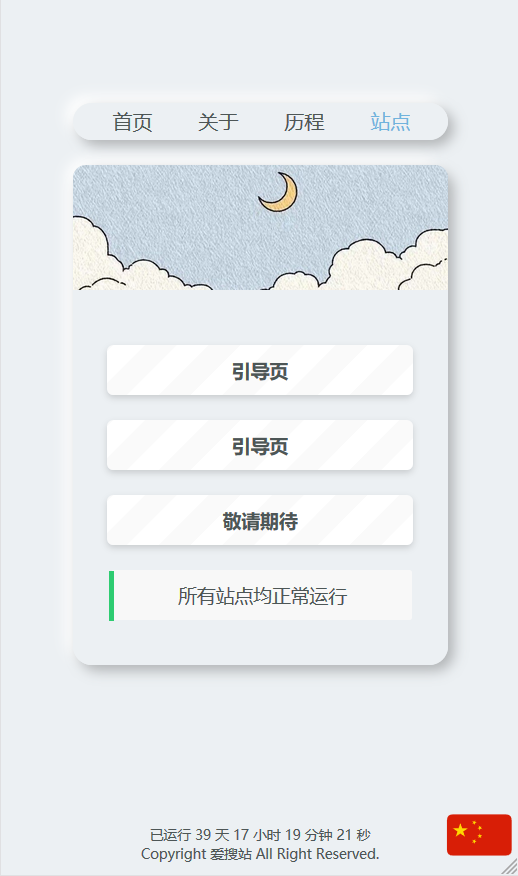 首页 关于 历程 站点
引导页
引导页
敬请期待
所有站点均正常运行
已运行 39 天 17 小时 19 分钟 21 秒
Copyright 爱搜站 All Right Reserved.